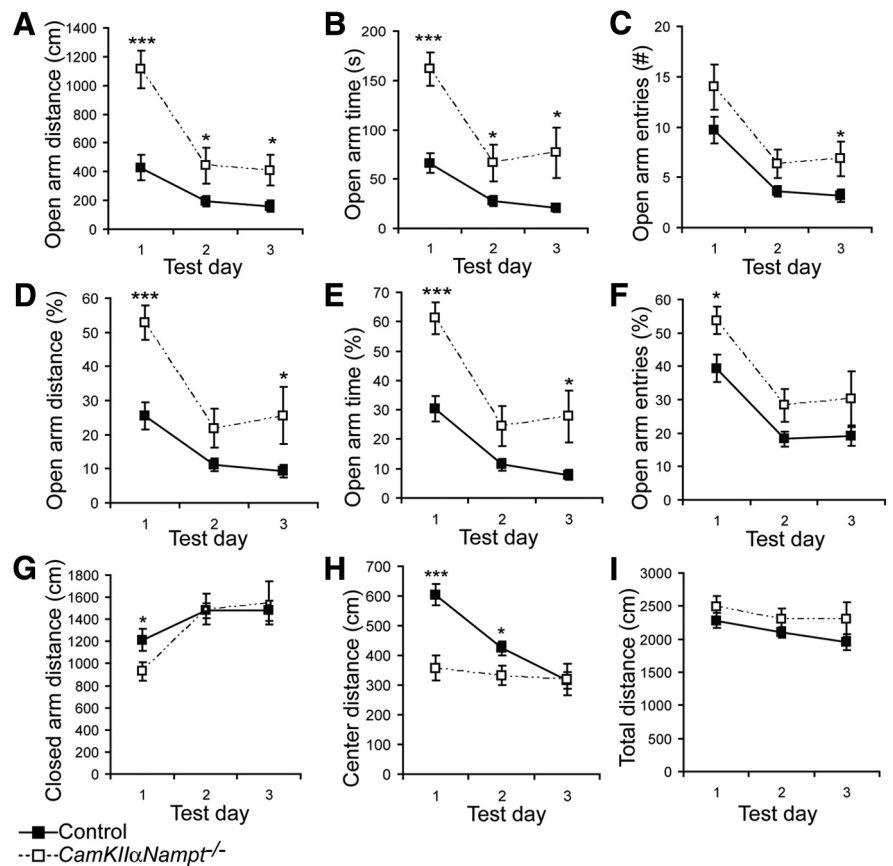 A B C
Open arm distance (cm)
1400
1200
1000
800
600
400
200
0
***
*
*
1 2 3
Test day
Open arm time (s)
200
150
100
50
0
***
*
*
1 2 3
Test day
Open arm entries (#)
20
15
10
5
0
*
1 2 3
Test day
D E F
Open arm distance (%)
60
50
40
30
20
10
0
***
*
1 2 3
Test day
Open arm time (%)
70
60
50
40
30
20
10
0
***
*
1 2 3
Test day
Open arm entries (%)
60
50
40
30
20
10
0
*
1 2 3
Test day
G H I
Closed arm distance (cm)
1800
1600
1400
1200
1000
800
600
400
200
0
*
1 2 3
Test day
Center distance (cm)
700
600
500
400
300
200
100
0
***
*
1 2 3
Test day
Total distance (cm)
3000
2500
2000
1500
1000
500
0
1 2 3
Test day
Control
CamKIIαNampt-/-